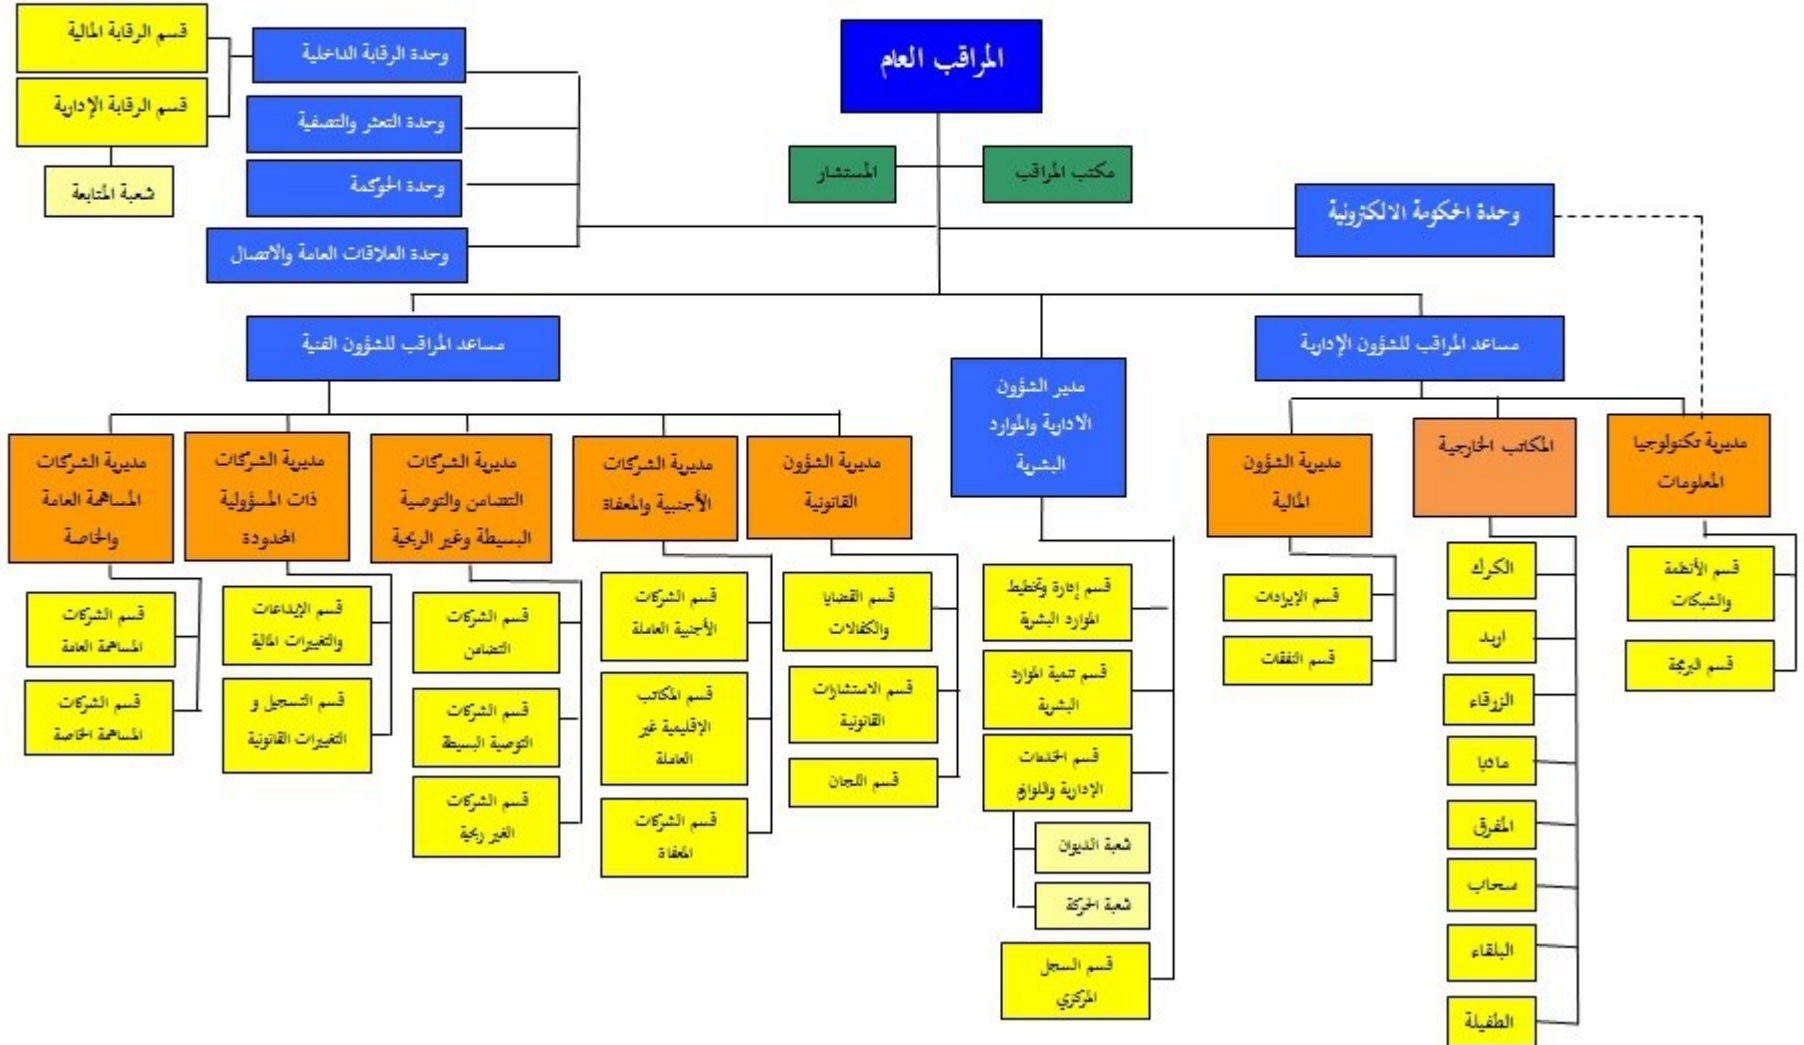 المراقب العام
مكتب المراقب
المستشار
وحدة الحكومة الالكترونية
وحدة الرقابة الداخلية
قسم الرقابة المالية
قسم الرقابة الإدارية
شعبة المتابعة
وحدة التعثر والتصفية
وحدة الحوكمة
وحدة العلاقات العامة والاتصال
مساعد المراقب للشؤون الإدارية
مدير الشؤون
الادارية والموارد
البشرية
مساعد المراقب للشؤون الفنية
مديرية تكنولوجيا
المعلومات
قسم الأنظمة
والشبكات
قسم البرمجة
المكاتب الخارجية
الكرك
اربد
الزرقاء
مادبا
المفرق
سحاب
البلقاء
الطفيلة
مديرية الشؤون
المالية
قسم الإيرادات
قسم النفقات
قسم إدارة وتخطيط
الموارد البشرية
قسم تنمية الموارد
البشرية
قسم الخدمات
الإدارية واللوازم
شعبة الديوان
شعبة الحركة
قسم السجل
المركزي
مديرية الشؤون
القانونية
قسم القضايا
والكفالات
قسم الاستشارات
القانونية
قسم اللجان
مديرية الشركات
الأجنبية والمعفاة
قسم الشركات
الأجنبية العاملة
قسم المكاتب
الإقليمية غير
العاملة
قسم الشركات
المعفاة
مديرية الشركات
التضامن والتوصية
البسيطة وغير الربحية
قسم الشركات
التضامن
قسم الشركات
التوصية البسيطة
قسم الشركات
الغير ربحية
مديرية الشركات
ذات المسؤولية
المحدودة
قسم الإيداعات
والتغييرات المالية
قسم التسجيل و
التغييرات القانونية
مديرية الشركات
المساهمة العامة
والخاصة
قسم الشركات
المساهمة العامة
قسم الشركات
المساهمة الخاصة